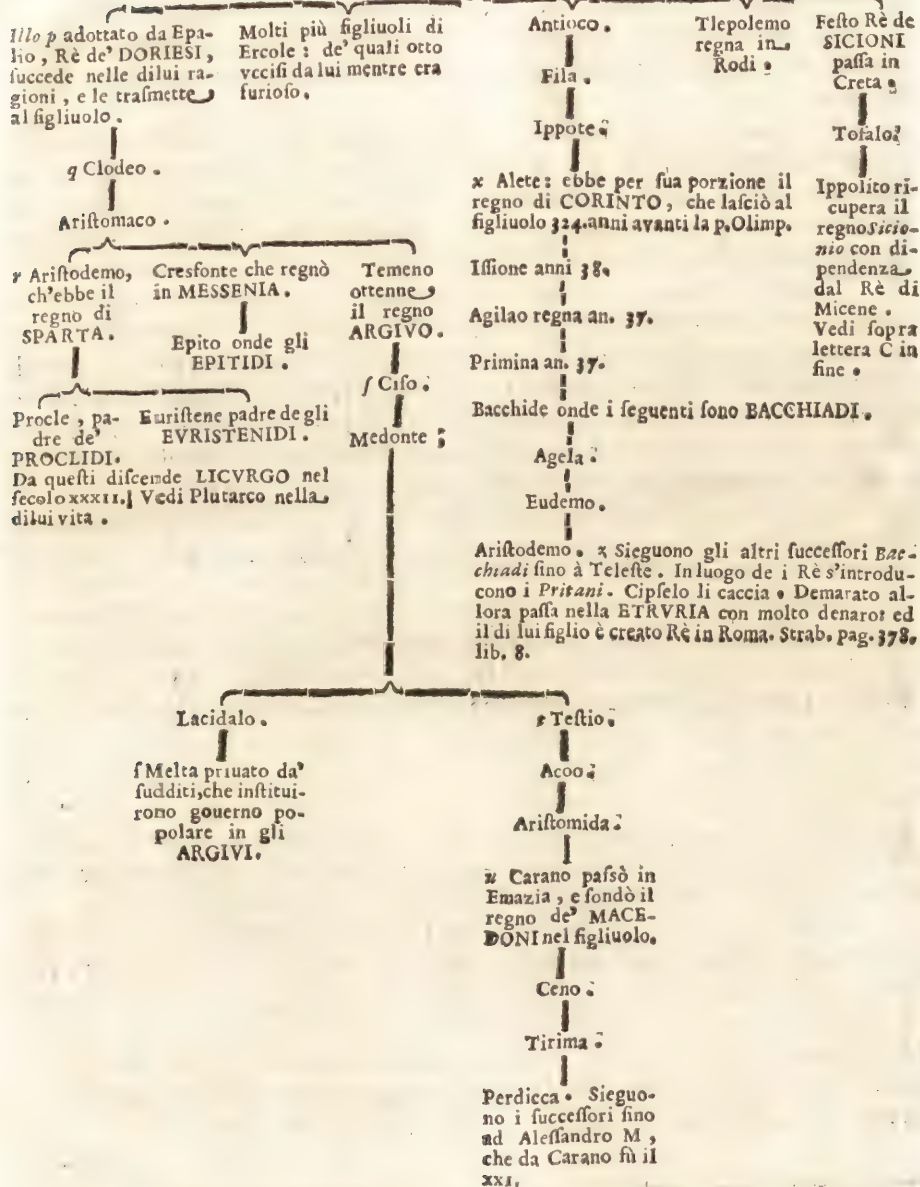 Illo p adottato da Epa-
lio, Rè de' DORIESI,
succede nelle dilui ra-
gioni, e le trasmette
al figliuolo.
q Clodeo.
Aristomaco.
r Aristodemo,
ch'ebbe il
regno di
SPARTA.
Procle, pa-
dre de'
PROCLIDI.
Euristene padre de gli
EVRISTENIDI.
Da questi discende LICVRGO nel
secolo XXXII. Vedi Plutarco nella
dilui vita.
Cresfonte che regnò
in MESSENIA.
Epito onde gli
EPITIDI.
Temeno
ottenne
il regno
ARGIVO.
ſ Ciso.
Medonte.
Lacidalo.
ſ Melta priuato da'
sudditi, che institui-
rono gouerno po-
polare in gli
ARGIVI.
t Testio.
Acoo.
Aristomida.
u Carano passò in
Emazia, e fondò il
regno de' MACE-
DONI nel figliuolo.
Ceno.
Tirima.
Perdicca. Sieguo-
no i successori fino
ad Alessandro M,
che da Carano fù il
XXI.
Molti più figliuoli di
Ercole: de' quali otto
vccisi da lui mentre era
furioso.
Antioco.
Fila.
Ippote.
x Alete: ebbe per sua porzione il
regno di CORINTO, che lasciò al
figliuolo 324. anni avanti la p. Olimp.
Issione anni 38.
Agilao regna an. 37.
Primina an. 37.
Bacchide onde i seguenti sono BACCHIADI.
Agela.
Eudemo.
Aristodemo. z Sieguono gli altri successori Bac-
chiadi fino à Teleste. In luogo de i Rè s'introdu-
cono i Pritani. Cipselo li caccia. Demarato al-
lora passa nella ETRVRIA con molto denaro: ed
il di lui figlio è creato Rè in Roma. Strab. pag. 378.
lib. 8.
Tlepolemo
regna in
Rodi.
Festo Rè de
SICIONI
passa in
Creta.
Tofalo.
Ippolito ri-
cupera il
regno Sicio-
nio con di-
pendenza
dal Rè di
Micene.
Vedi sopra
lettera C in
fine.